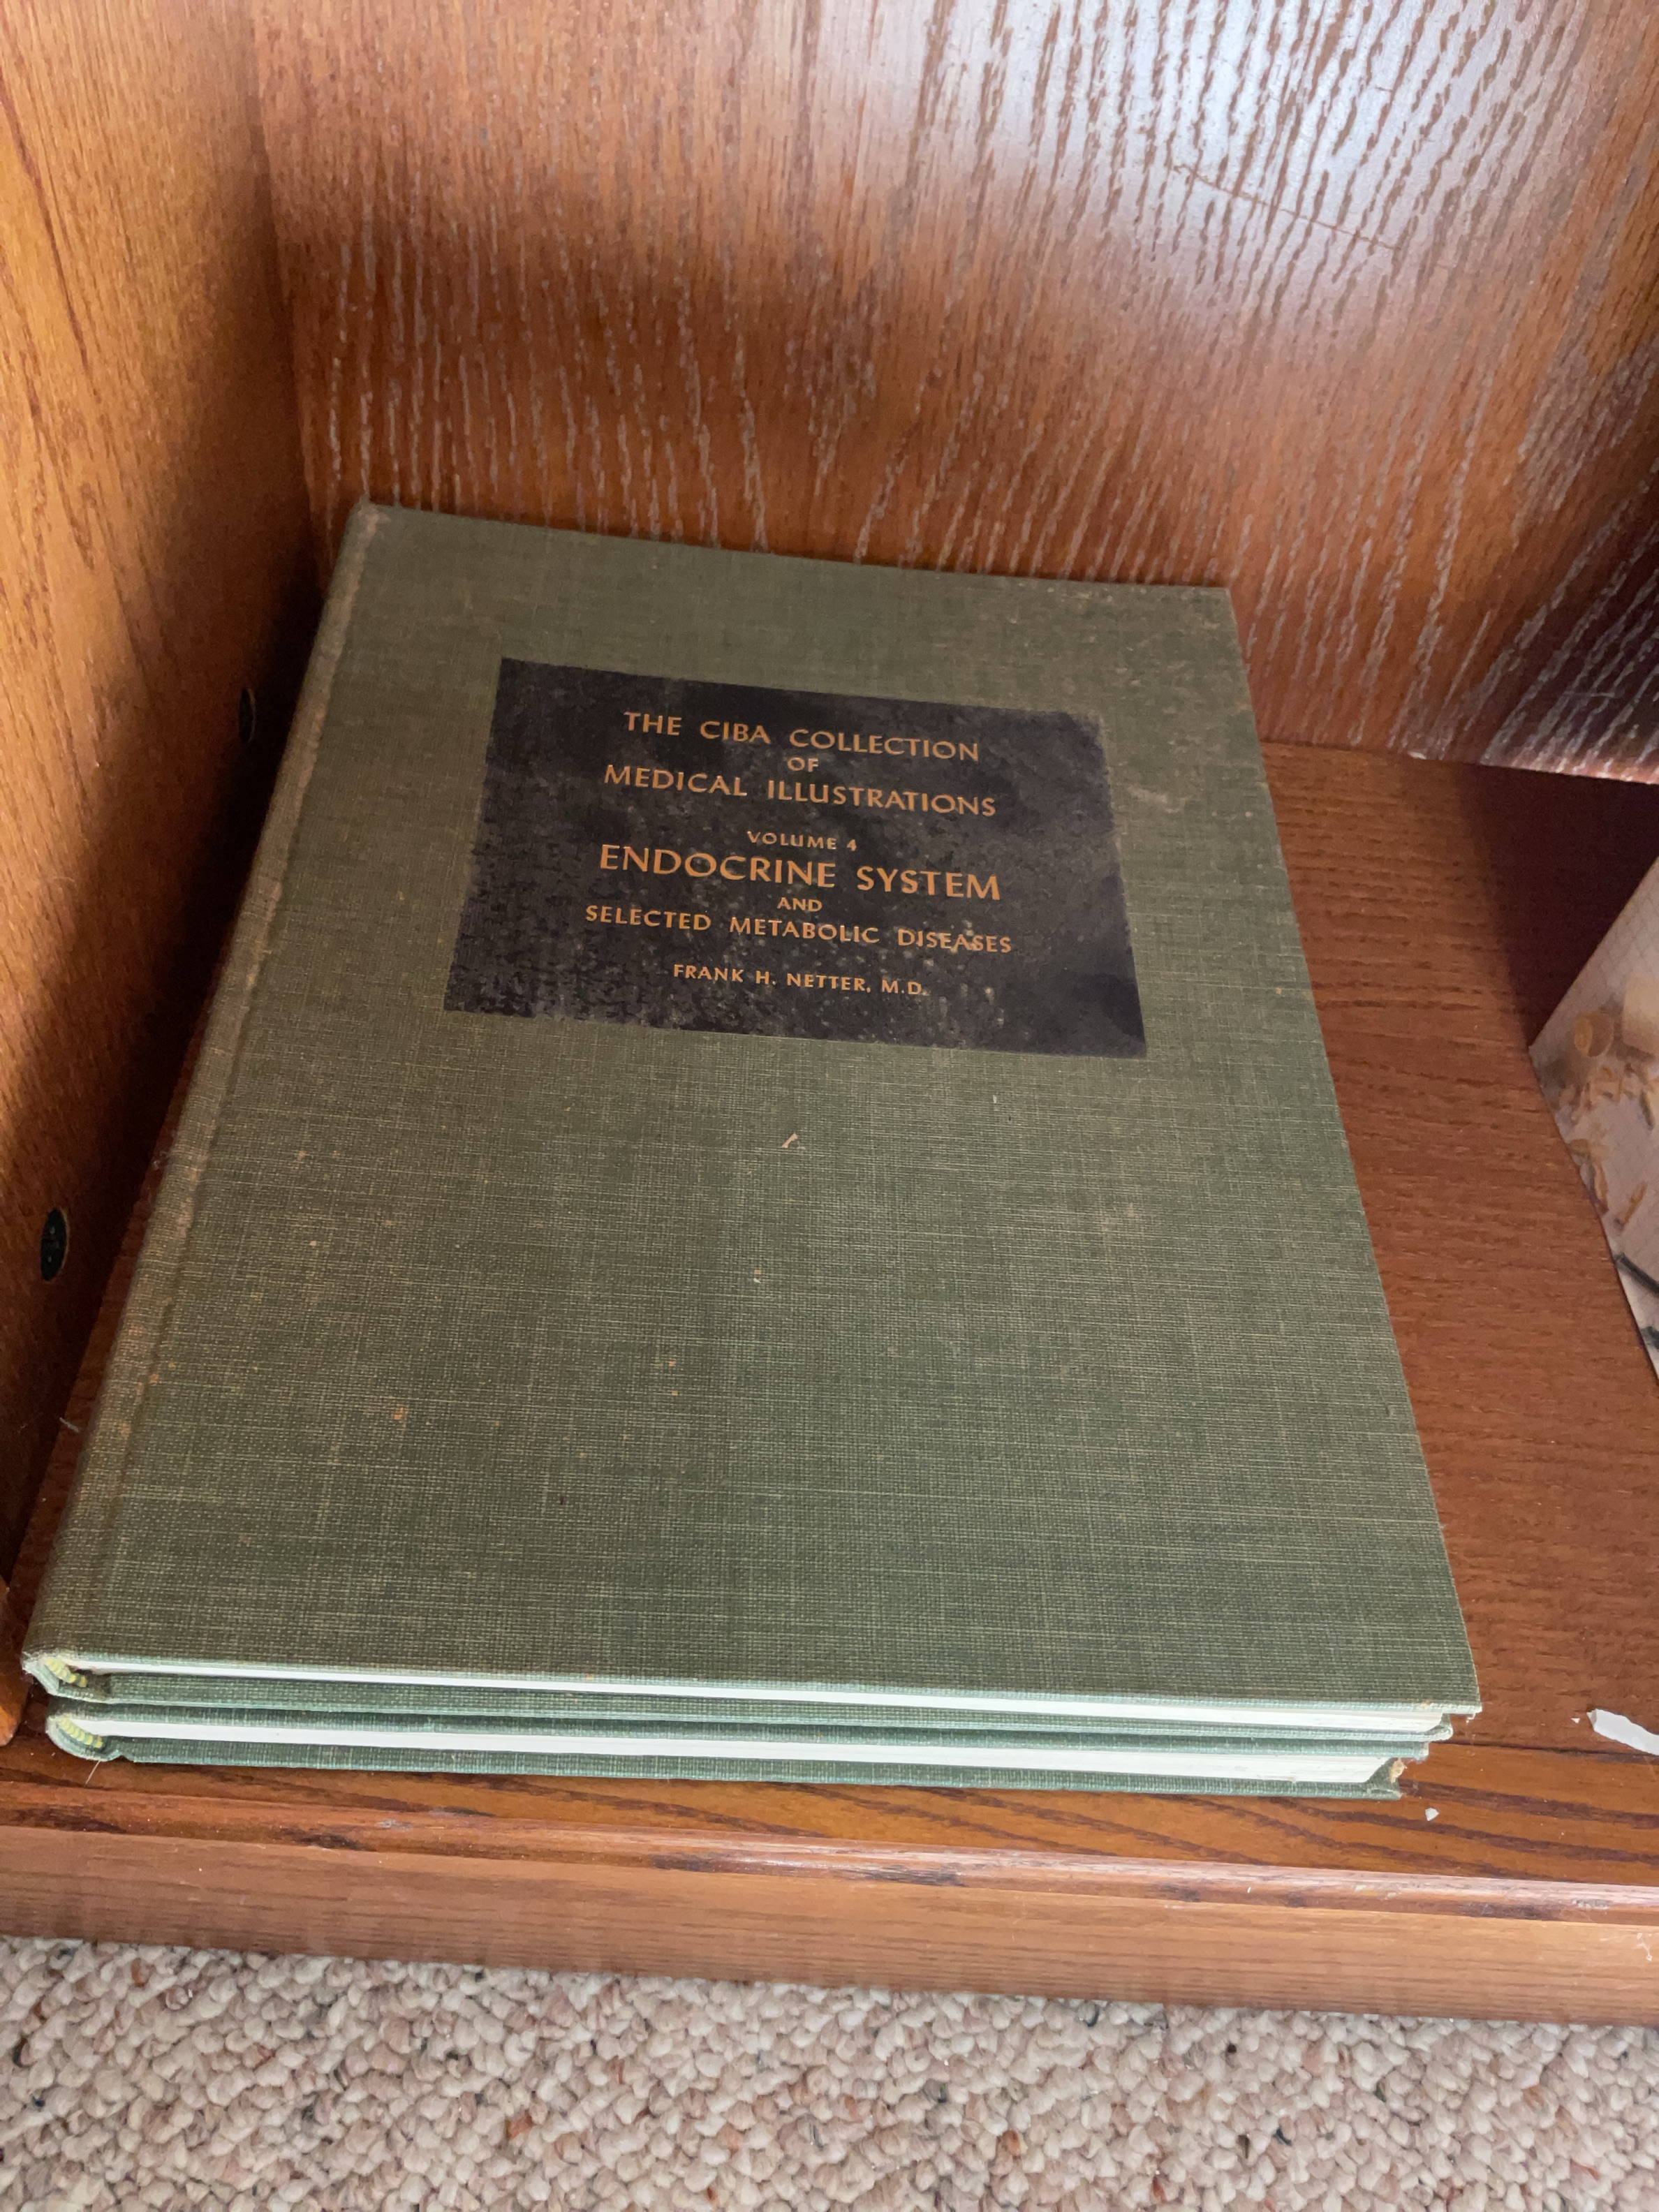 THE CIBA COLLECTION
OF
MEDICAL ILLUSTRATIONS
VOLUME 4
ENDOCRINE SYSTEM
AND
SELECTED METABOLIC DISEASES
FRANK H. NETTER, M.D.